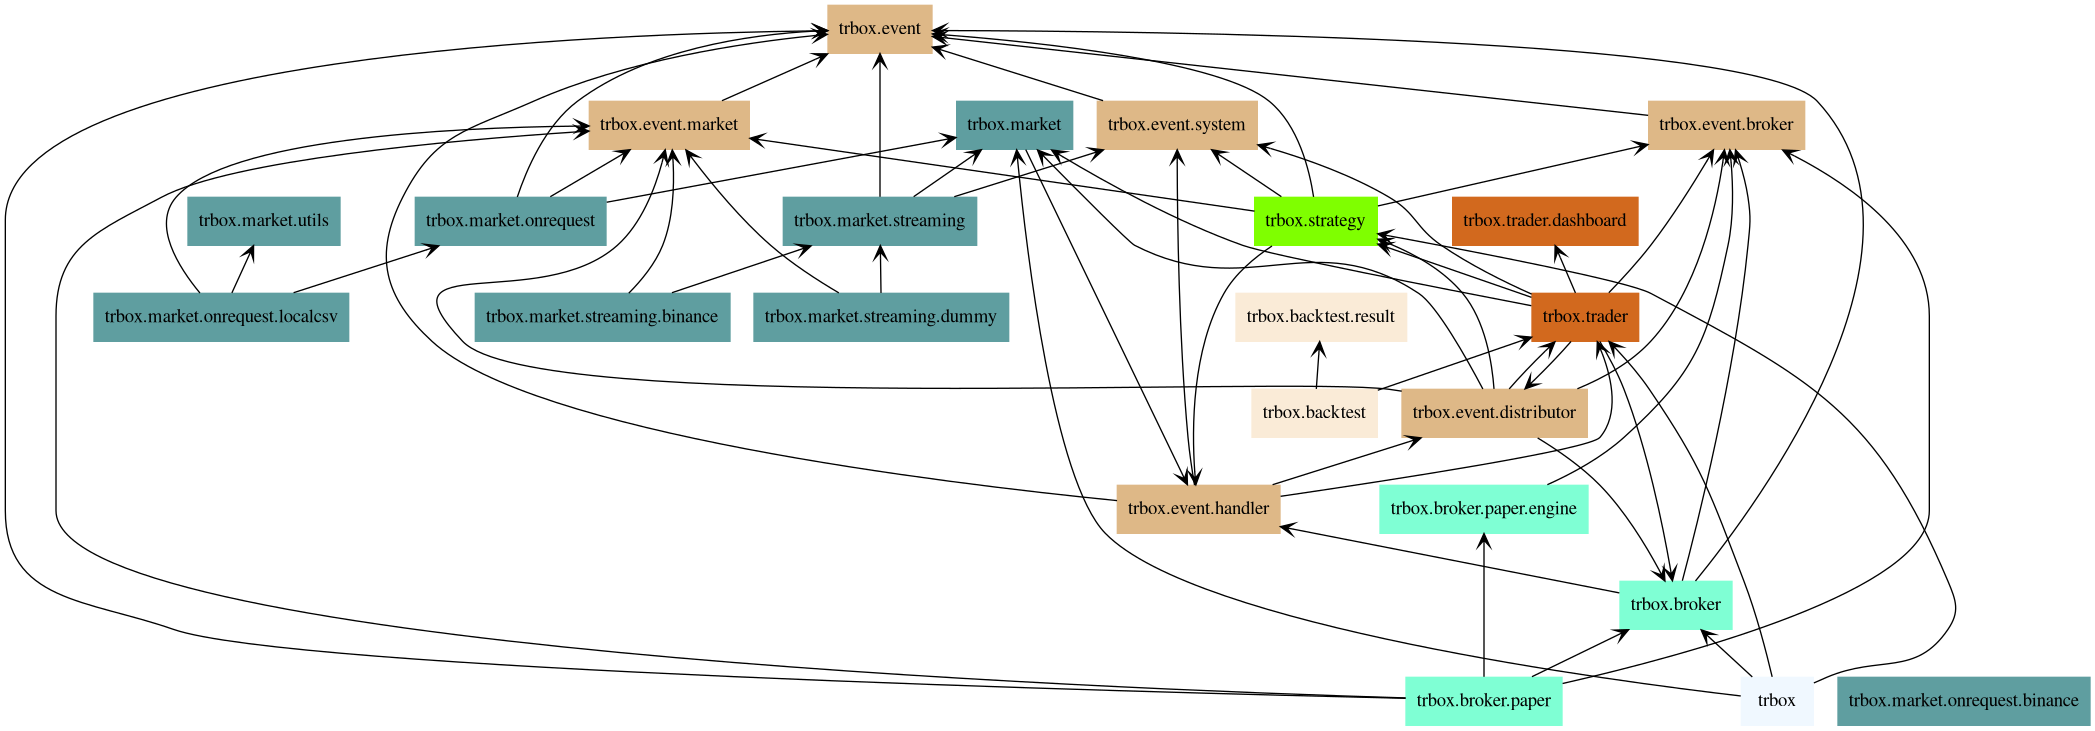 trbox.event
trbox.event.market
trbox.market
trbox.event.system
trbox.event.broker
trbox.market.utils
trbox.market.onrequest
trbox.market.streaming
trbox.strategy
trbox.trader.dashboard
trbox.market.onrequest.localcsv
trbox.market.streaming.binance
trbox.market.streaming.dummy
trbox.backtest.result
trbox.trader
trbox.backtest
trbox.event.distributor
trbox.event.handler
trbox.broker.paper.engine
trbox.broker
trbox.broker.paper
trbox
trbox.market.onrequest.binance